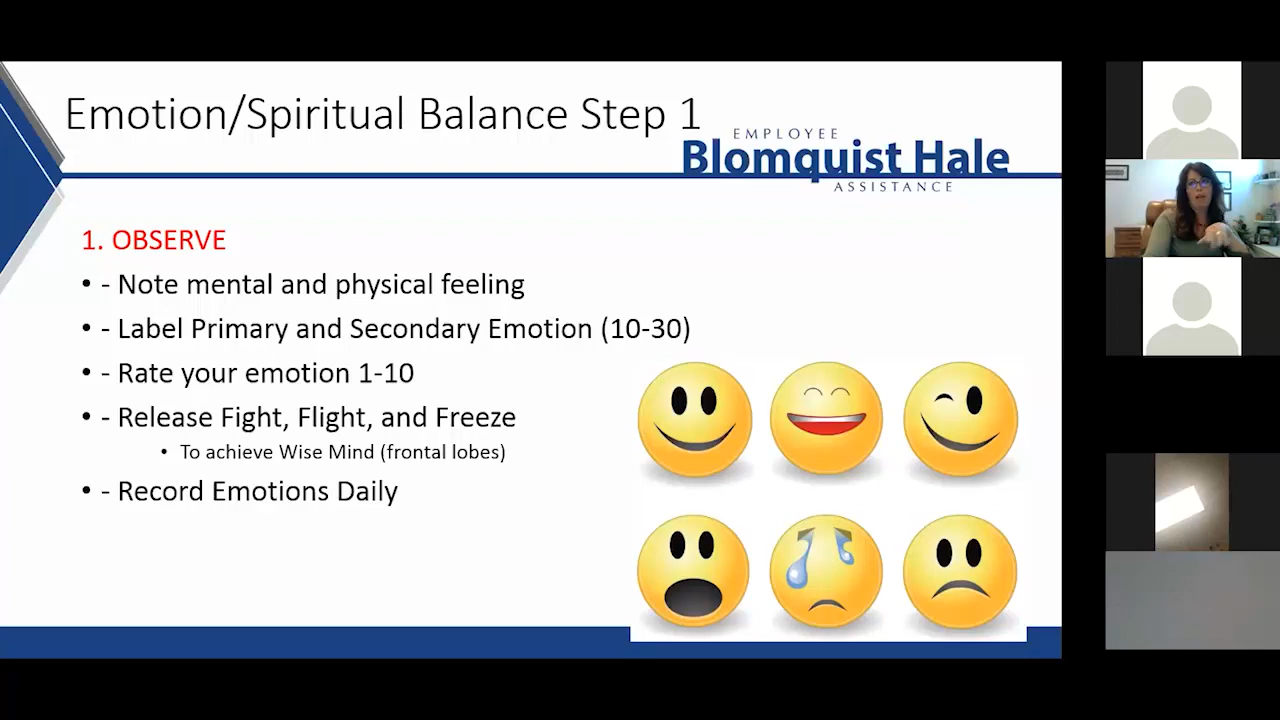 Emotion/Spiritual Balance Step 1
EMPLOYEE
Blomquist Hale
ASSISTANCE
1. OBSERVE
• - Note mental and physical feeling
• - Label Primary and Secondary Emotion (10-30)
• - Rate your emotion 1-10
• - Release Fight, Flight, and Freeze
• To achieve Wise Mind (frontal lobes)
• - Record Emotions Daily